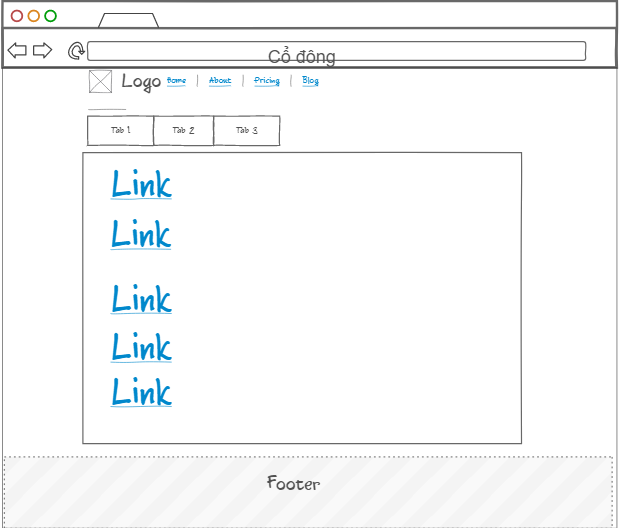 Cổ đông
Logo Home | About | Pricing | Blog
Tab 1 Tab 2 Tab 3
Link
Link
Link
Link
Link
Footer